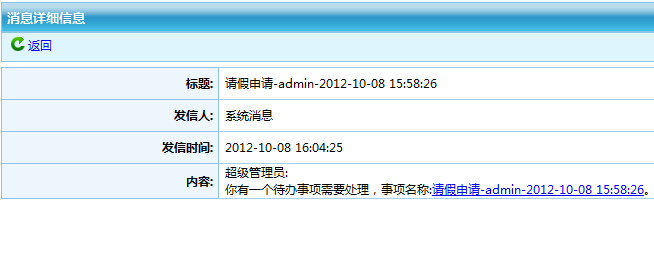 消息详细信息
返回
标题: 请假申请-admin-2012-10-08 15:58:26
发信人: 系统消息
发信时间: 2012-10-08 16:04:25
内容: 超级管理员:
你有一个待办事项需要处理，事项名称:请假申请-admin-2012-10-08 15:58:26。